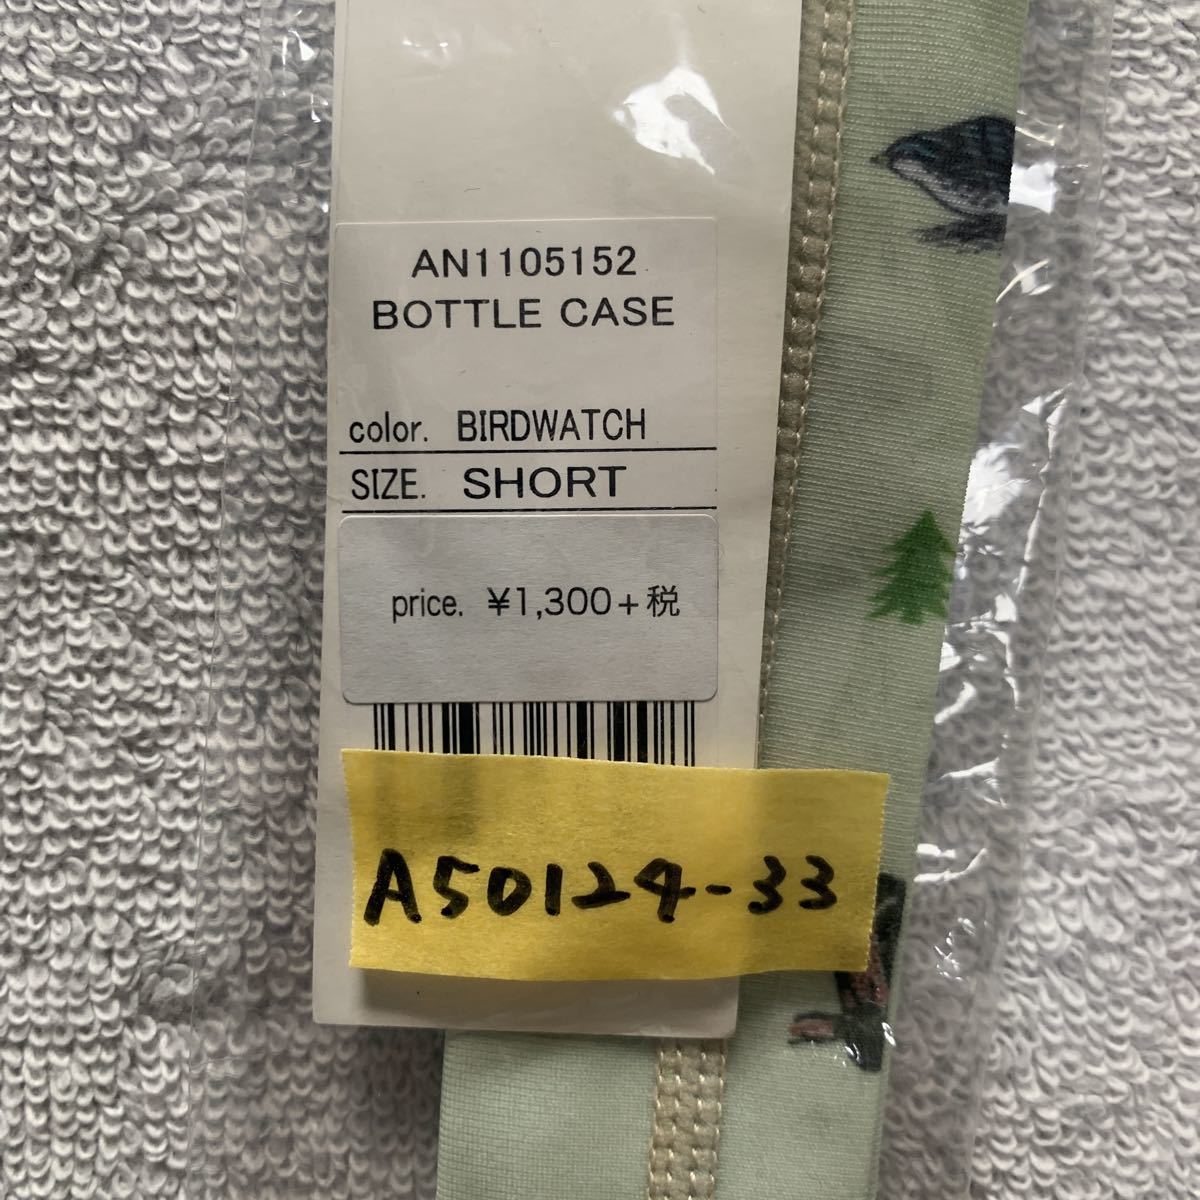 AN1105152
BOTTLE CASE
color. BIRDWATCH
SIZE. SHORT
price. ¥1,300+税
A50124-33